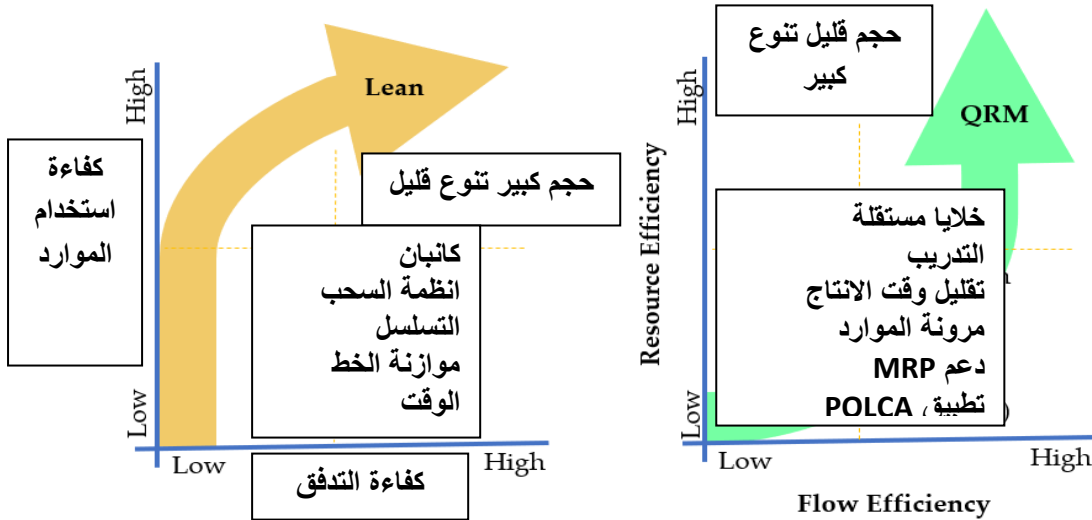 High
Low
كفاءة
استخدام
الموارد
Lean
حجم كبير تنوع قليل
كانبان
انظمة السحب
التسلسل
موازنة الخط
الوقت
Low
High
كفاءة التدفق
Resource Efficiency
High
Low
حجم قليل تنوع
كبير
QRM
خلايا مستقلة
التدريب
تقليل وقت الانتاج
مرونة الموارد
دعم MRP
تطبيق POLCA
Low
High
Flow Efficiency